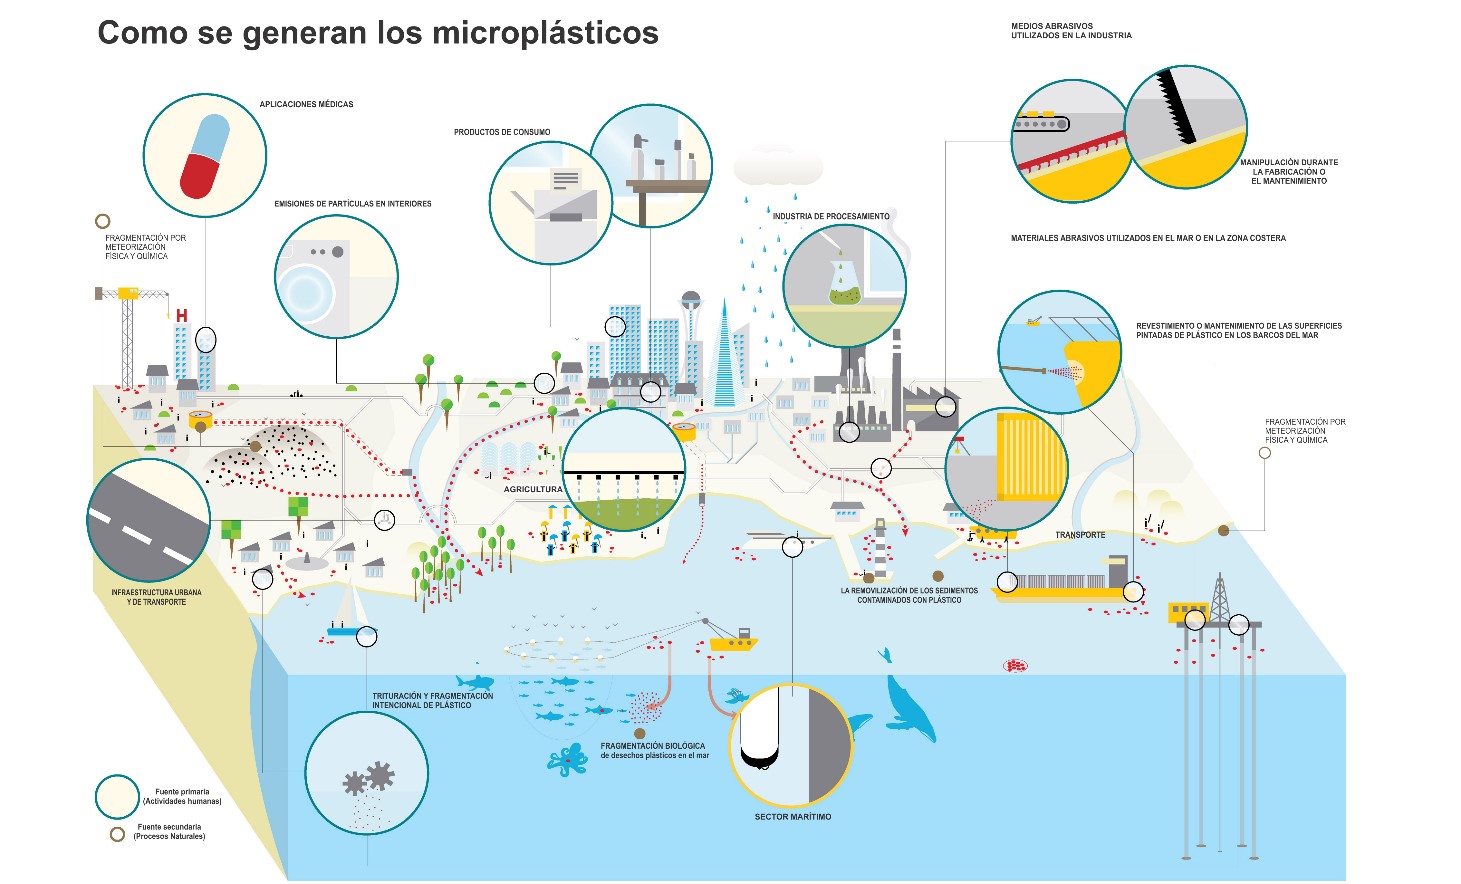 Como se generan los microplásticos
MEDIOS ABRASIVOS
UTILIZADOS EN LA INDUSTRIA
APLICACIONES MÉDICAS
PRODUCTOS DE CONSUMO
MANIPULACIÓN DURANTE
LA FABRICACIÓN O
EL MANTENIMIENTO
EMISIONES DE PARTÍCULAS EN INTERIORES
INDUSTRIA DE PROCESAMIENTO
FRAGMENTACIÓN POR
METEORIZACIÓN
FÍSICA Y QUÍMICA
MATERIALES ABRASIVOS UTILIZADOS EN EL MAR O EN LA ZONA COSTERA
H
REVESTIMIENTO O MANTENIMIENTO DE LAS SUPERFICIES
PINTADAS DE PLÁSTICO EN LOS BARCOS DEL MAR
FRAGMENTACIÓN POR
METEORIZACIÓN
FÍSICA Y QUÍMICA
AGRICULTURA
TRANSPORTE
INFRAESTRUCTURA URBANA
Y DE TRANSPORTE
LA REMOVILIZACIÓN DE LOS SEDIMENTOS
CONTAMINADOS CON PLÁSTICO
TRITURACIÓN Y FRAGMENTACIÓN
INTENCIONAL DE PLÁSTICO
FRAGMENTACIÓN BIOLÓGICA
de desechos plásticos en el mar
SECTOR MARÍTIMO
Fuente primaria
(Actividades humanas)
Fuente secundaria
(Procesos Naturales)